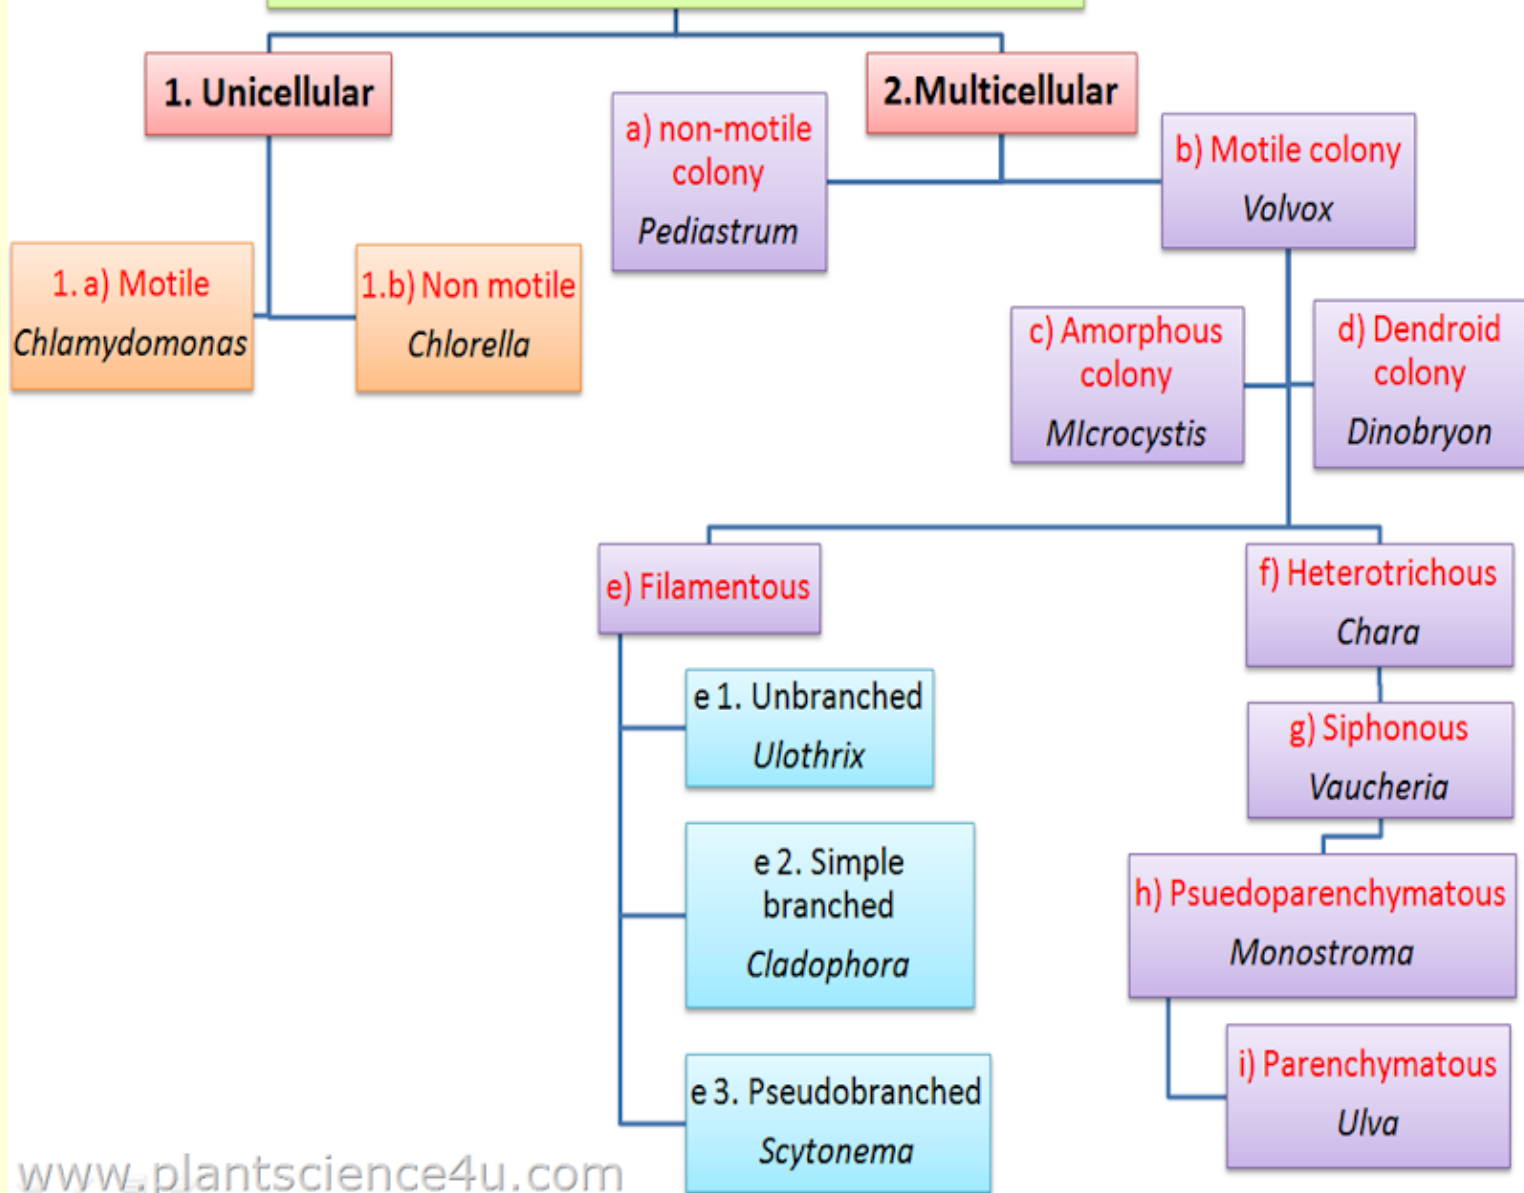 1. Unicellular
2.Multicellular
a) non-motile
colony
Pediastrum
b) Motile colony
Volvox
1. a) Motile
Chlamydomonas
1.b) Non motile
Chlorella
c) Amorphous
colony
MIcrocystis
d) Dendroid
colony
Dinobryon
e) Filamentous
f) Heterotrichous
Chara
e 1. Unbranched
Ulothrix
g) Siphonous
Vaucheria
e 2. Simple
branched
Cladophora
h) Psuedoparenchymatous
Monostroma
e 3. Pseudobranched
Scytonema
i) Parenchymatous
Ulva
www.plantscience4u.com